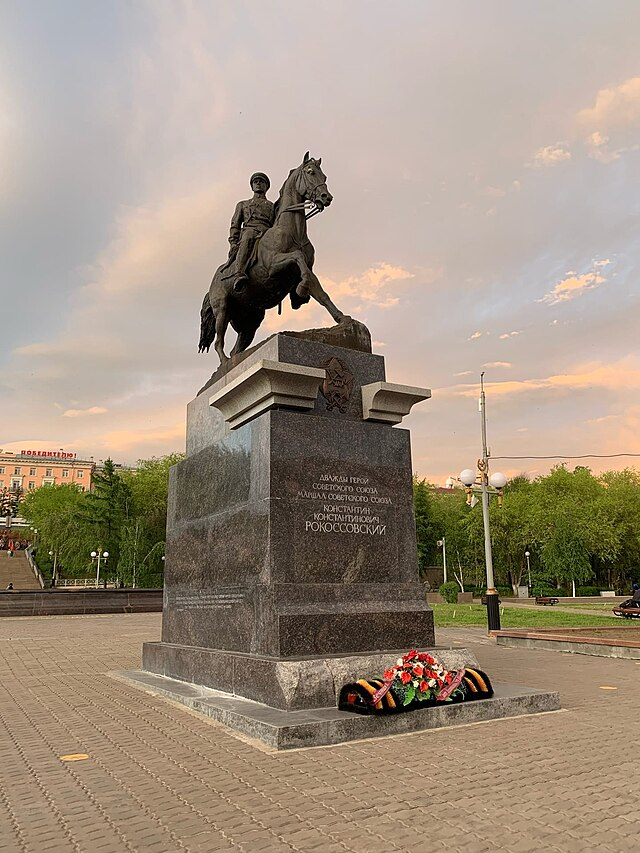 ПОБЕДИТЕЛЮ!
ДВАЖДЫ ГЕРОЙ
СОВЕТСКОГО СОЮЗА
МАРШАЛ СОВЕТСКОГО СОЮЗА
КОНСТАНТИН
КОНСТАНТИНОВИЧ
РОКОССОВСКИЙ